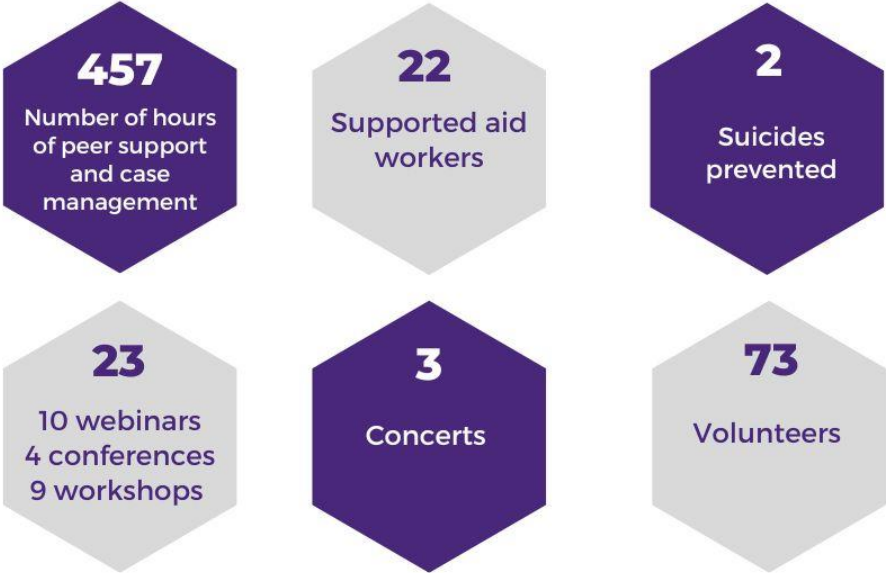 457
Number of hours
of peer support
and case
management
22
Supported aid
workers
2
Suicides
prevented
23
10 webinars
4 conferences
9 workshops
3
Concerts
73
Volunteers